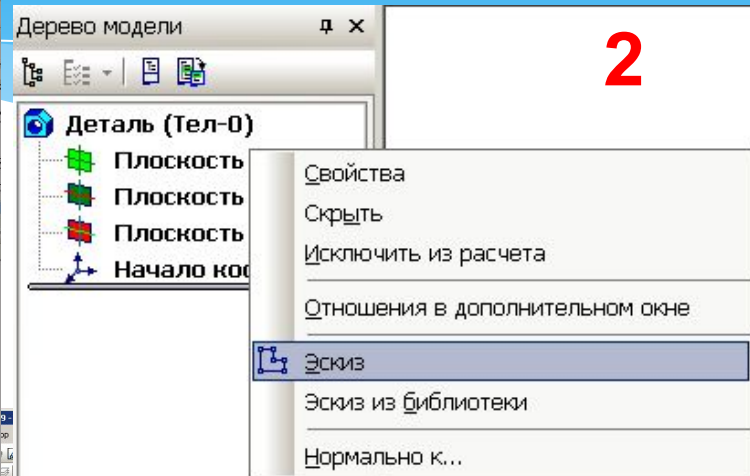 Дерево модели
2
Деталь (Тел-0)
Плоскость
Плоскость
Плоскость
Начало
Свойства
Скрыть
Исключить из расчета
Отношения в дополнительном окне
Эскиз
Эскиз из библиотеки
Нормально к...